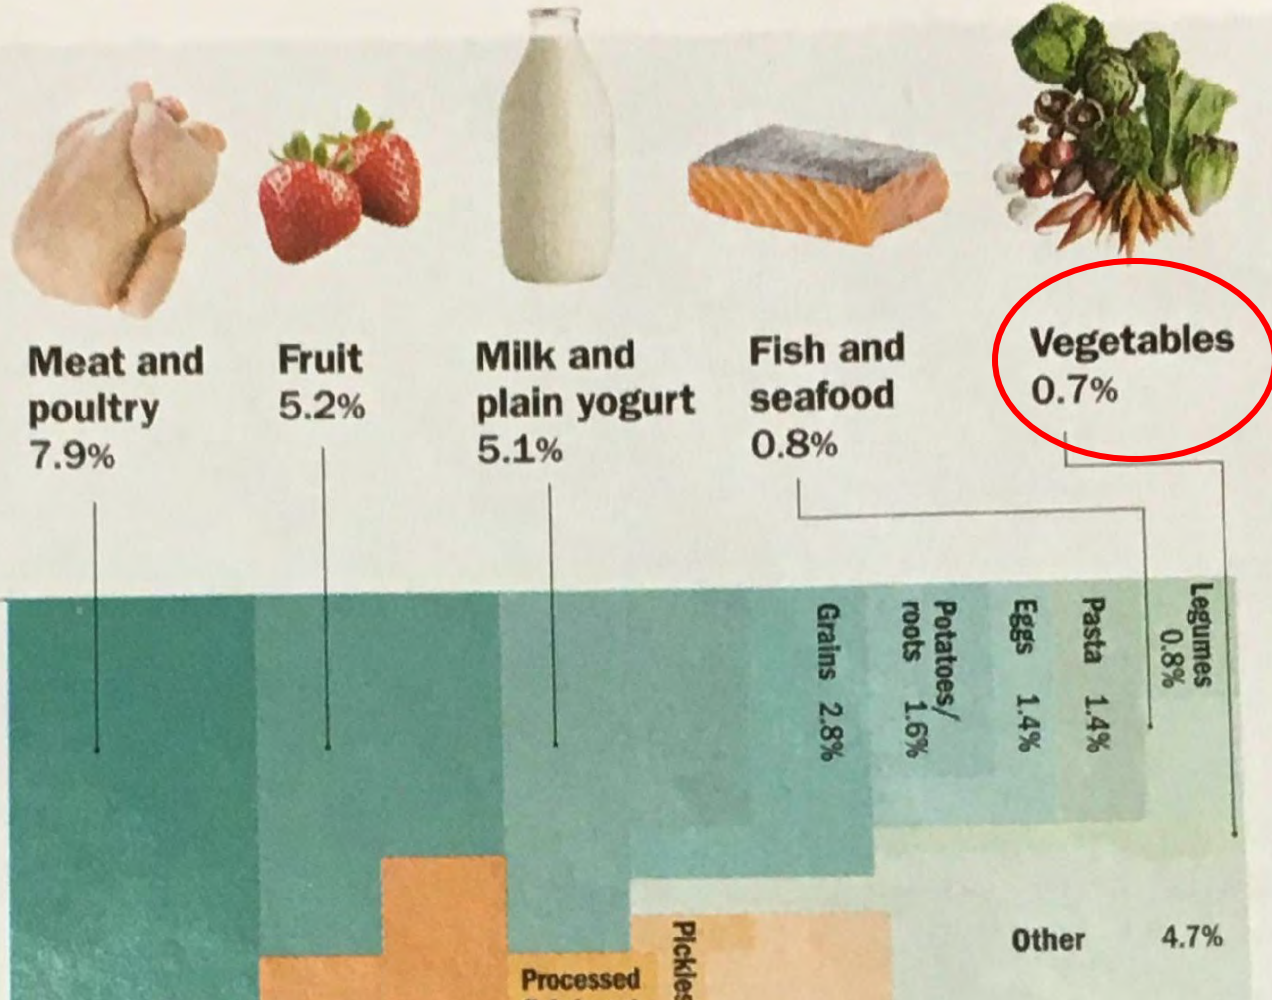 Meat and
poultry
7.9%
Fruit
5.2%
Milk and
plain yogurt
5.1%
Fish and
seafood
0.8%
Vegetables
0.7%
Grains 2.8%
Potatoes/
roots 1.6%
Eggs 1.4%
Pasta 1.4%
Legumes
0.8%
Other 4.7%
Pickles
Processed